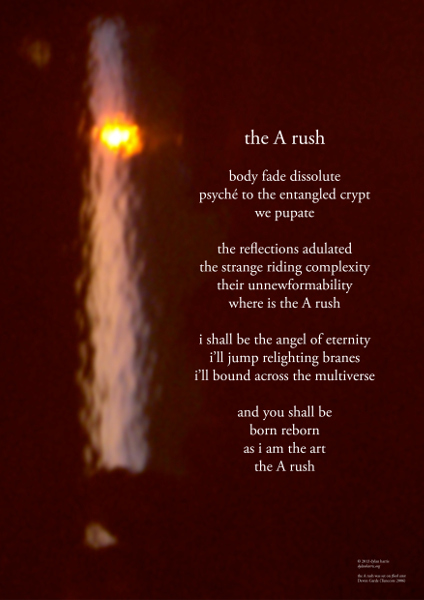 the A rush
body fade dissolute
psyché to the entangled crypt
we pupate
the reflections adulated
the strange riding complexity
their unnewformability
where is the A rush
i shall be the angel of eternity
i'll jump relighting branes
i'll bound across the multiverse
and you shall be
born reborn
as i am the art
the A rush